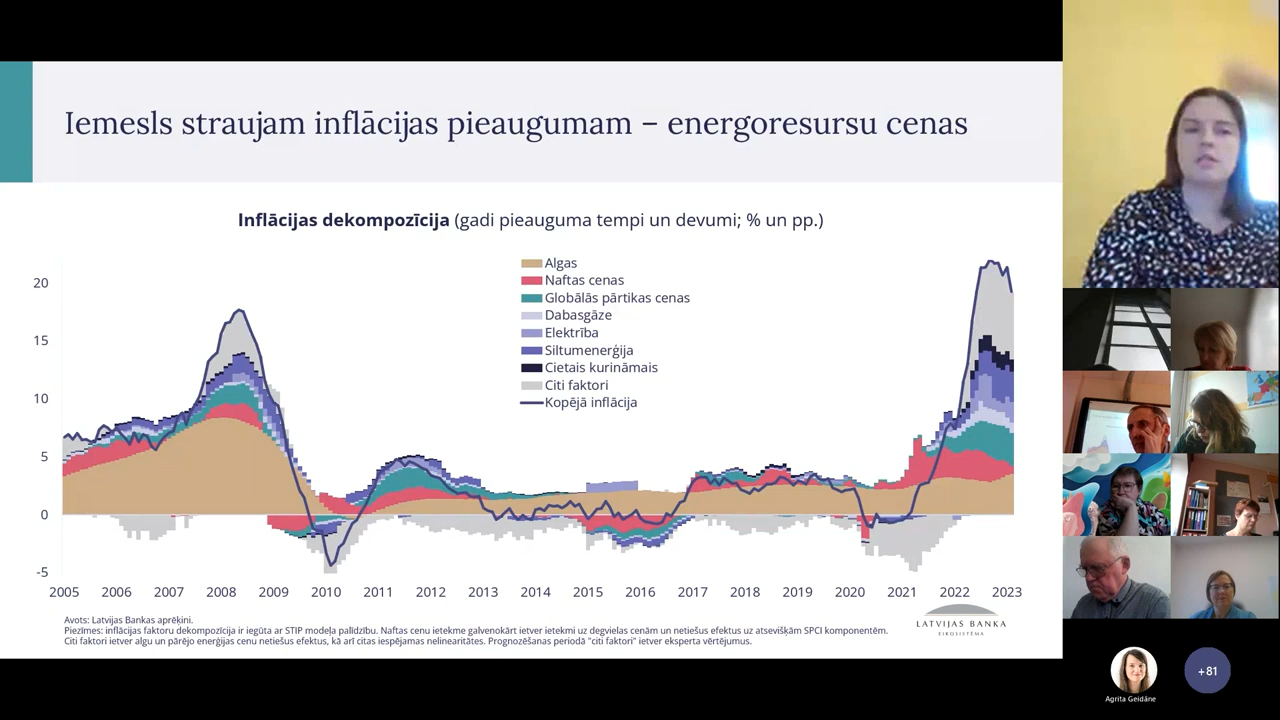 Iemesls straujam inflācijas pieaugumam – energoresursu cenas
Inflācijas dekompozīcija (gadi pieauguma tempi un devumi; % un pp.)
Algas
Naftas cenas
Globālās pārtikas cenas
Dabasgāze
Elektrība
Siltumenerģija
Cietais kurināmais
Citi faktori
Kopējā inflācija
20
15
10
5
0
-5
2005 2006 2007 2008 2009 2010 2011 2012 2013 2014 2015 2016 2017 2018 2019 2020 2021 2022 2023
Avots: Latvijas Bankas aprēķini.
Piezīmes: inflācijas faktoru dekompozīcija ir iegūta ar STIP modeļa palīdzību. Naftas cenu ietekme galvenokārt ietver ietekmi uz degvielas cenām un netiešus efektus uz atsevišķām SPCI komponentēm.
Citi faktori ietver algu un pārējo enerģijas cenu netiešus efektus, kā arī citas iespējamas nelinearitātes. Prognozēšanas periodā "citi faktori" ietver eksperta vērtējumus.
LATVIJAS BANKA
EIROSISTĒMA
+81
Agrita Geidāne